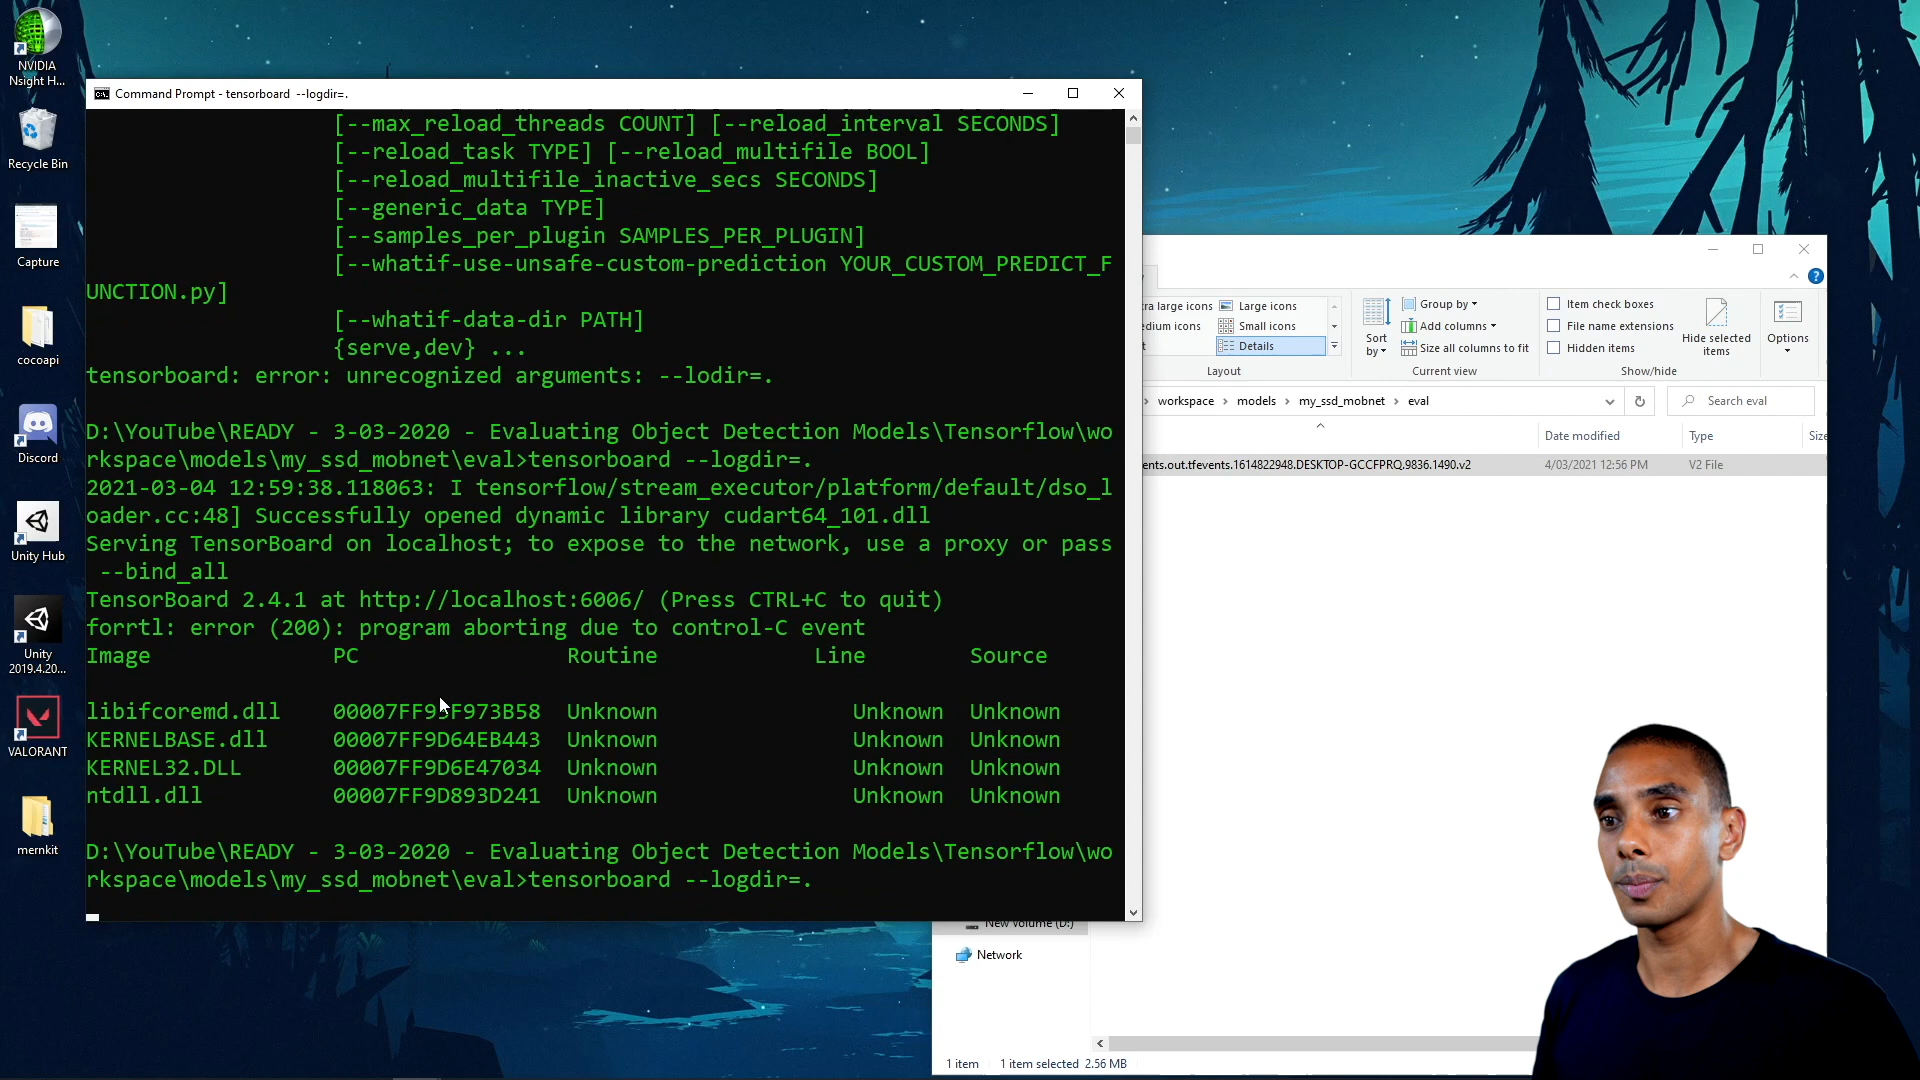 NVIDIA
Nsight H...
Recycle Bin
Capture
cocoapi
Discord
Unity Hub
Unity
2019.4.20...
VALORANT
mernkit
Command Prompt - tensorboard  --logdir=.
[--max_reload_threads COUNT] [--reload_interval SECONDS]
[--reload_task TYPE] [--reload_multifile BOOL]
[--reload_multifile_inactive_secs SECONDS]
[--generic_data TYPE]
[--samples_per_plugin SAMPLES_PER_PLUGIN]
[--whatif-use-unsafe-custom-prediction YOUR_CUSTOM_PREDICT_F
UNCTION.py]
[--whatif-data-dir PATH]
{serve,dev} ...
tensorboard: error: unrecognized arguments: --lodir=.
D:\YouTube\READY - 3-03-2020 - Evaluating Object Detection Models\Tensorflow\wo
rkspace\models\my_ssd_mobnet\eval>tensorboard --logdir=.
2021-03-04 12:59:38.118063: I tensorflow/stream_executor/platform/default/dso_l
oader.cc:48] Successfully opened dynamic library cudart64_101.dll
Serving TensorBoard on localhost; to expose to the network, use a proxy or pass
--bind_all
TensorBoard 2.4.1 at http://localhost:6006/ (Press CTRL+C to quit)
forrtl: error (200): program aborting due to control-C event
Image PC Routine Line Source
libifcoremd.dll 00007FF93F973B58 Unknown Unknown Unknown
KERNELBASE.dll 00007FF9D64EB443 Unknown Unknown Unknown
KERNEL32.DLL 00007FF9D6E47034 Unknown Unknown Unknown
ntdll.dll 00007FF9D893D241 Unknown Unknown Unknown
D:\YouTube\READY - 3-03-2020 - Evaluating Object Detection Models\Tensorflow\wo
rkspace\models\my_ssd_mobnet\eval>tensorboard --logdir=.
tra large icons Large icons
edium icons Small icons
t Details
Layout
Sort
by
Group by
Add columns
Size all columns to fit
Current view
Item check boxes
File name extensions
Hidden items
Hide selected
items
Show/hide
Options
workspace > models > my_ssd_mobnet > eval
Search eval
Date modified Type Size
ents.out.tfevents.1614822948.DESKTOP-GCCFPRQ.9836.1490.v2 4/03/2021 12:56 PM V2 File
New Volume (D:)
Network
1 item 1 item selected 2.56 MB